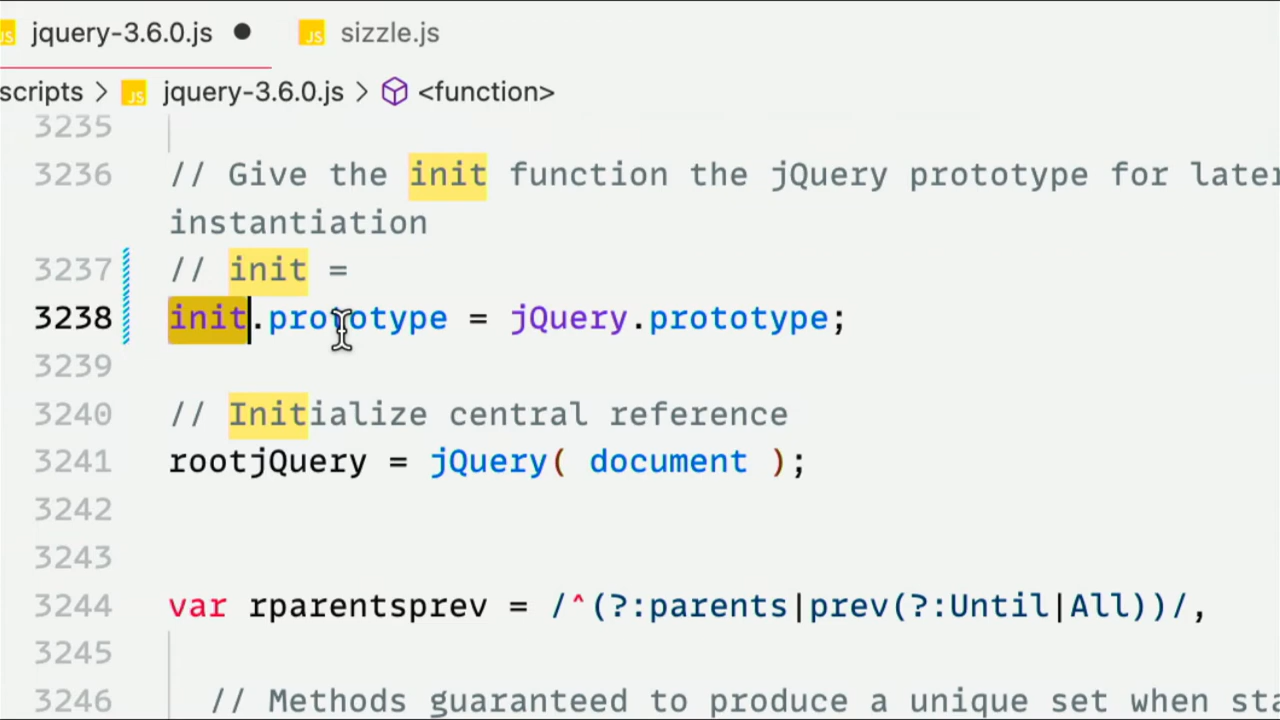 JS jquery-3.6.0.js ● JS sizzle.js
scripts > JS jquery-3.6.0.js > <function>
3235
3236 // Give the init function the jQuery prototype for later
instantiation
3237 // init =
3238 init.prototype = jQuery.prototype;
3239
3240 // Initialize central reference
3241 rootjQuery = jQuery( document );
3242
3243
3244 var rparentsprev = /^(?:parents|prev(?:Until|All))/,
3245
3246 // Methods guaranteed to produce a unique set when sta